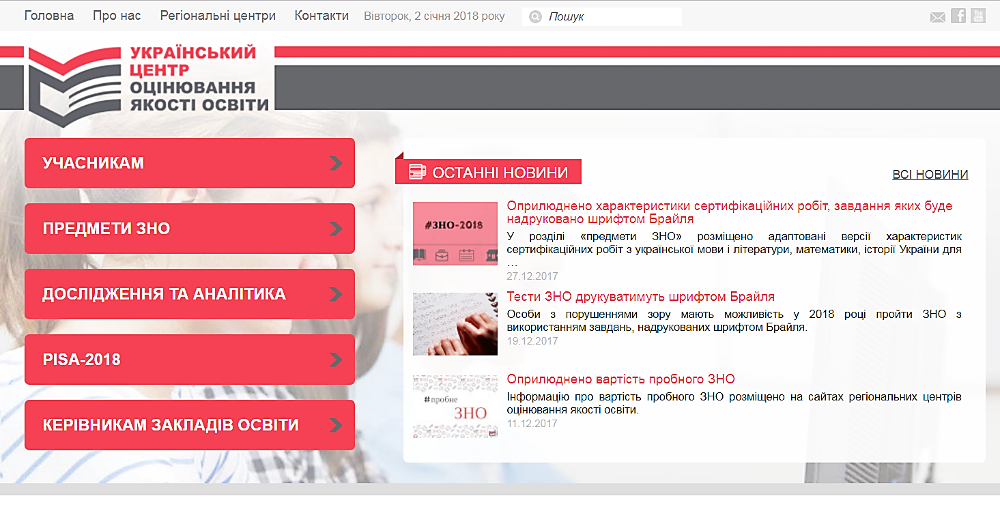 Головна Про нас Регіональні центри Контакти Вівторок, 2 січня 2018 року Пошук
УКРАЇНСЬКИЙ
ЦЕНТР
ОЦІНЮВАННЯ
ЯКОСТІ ОСВІТИ
УЧАСНИКАМ
ПРЕДМЕТИ ЗНО
ДОСЛІДЖЕННЯ ТА АНАЛІТИКА
PISA-2018
КЕРІВНИКАМ ЗАКЛАДІВ ОСВІТИ
ОСТАННІ НОВИНИ
ВСІ НОВИНИ
#ЗНО-2018
Оприлюднено характеристики сертифікаційних робіт, завдання яких буде
надруковано шрифтом Брайля
У розділі «предмети ЗНО» розміщено адаптовані версії характеристик
сертифікаційних робіт з української мови і літератури, математики, історії України для
...
27.12.2017
Тести ЗНО друкуватимуть шрифтом Брайля
Особи з порушеннями зору мають можливість у 2018 році пройти ЗНО з
використанням завдань, надрукованих шрифтом Брайля.
19.12.2017
#пробне
ЗНО
Оприлюднено вартість пробного ЗНО
Інформацію про вартість пробного ЗНО розміщено на сайтах регіональних центрів
оцінювання якості освіти.
11.12.2017